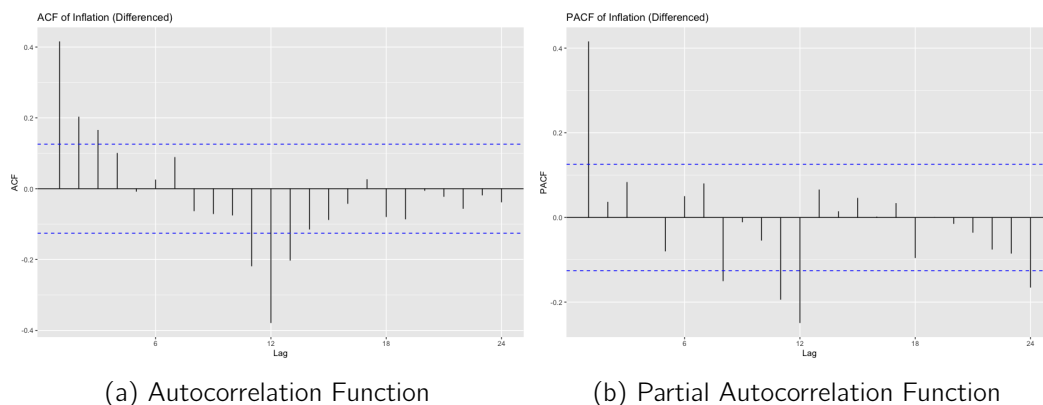 ACF of Inflation (Differenced)
0.4
0.2
0.0
-0.2
-0.4
ACF
6
12
18
24
Lag
(a) Autocorrelation Function
PACF of Inflation (Differenced)
0.4
0.2
0.0
-0.2
PACF
6
12
18
24
Lag
(b) Partial Autocorrelation Function